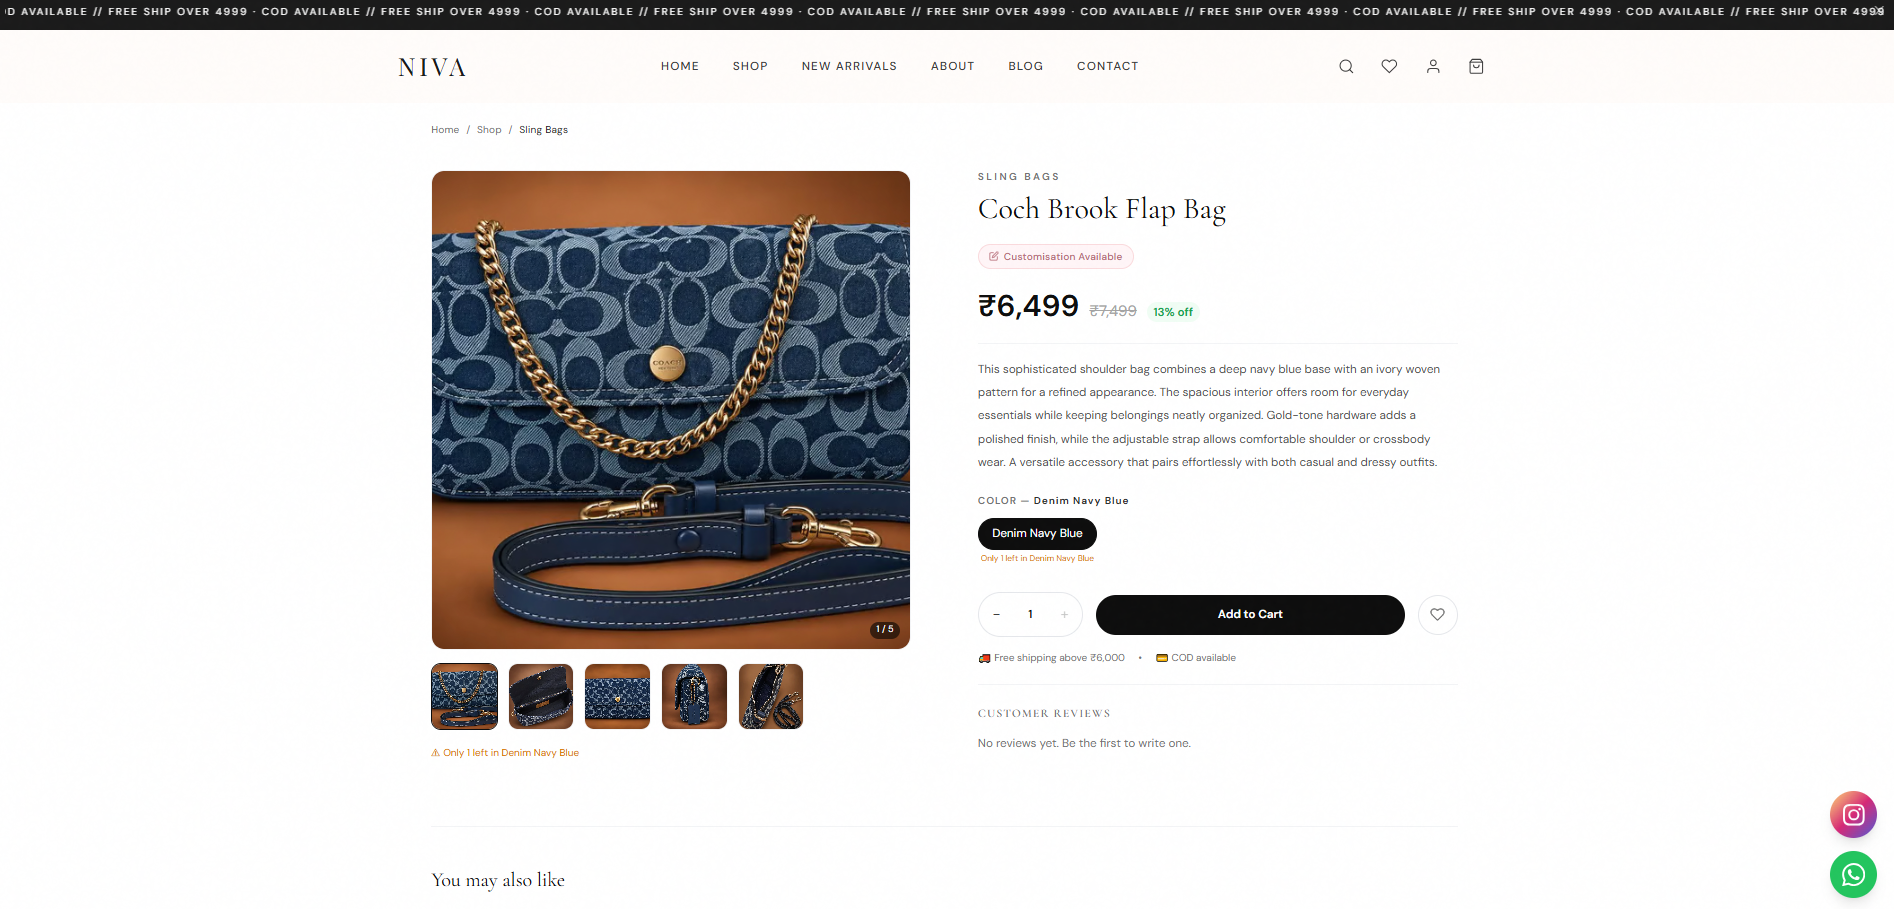 OD AVAILABLE // FREE SHIP OVER 4999 · COD AVAILABLE // FREE SHIP OVER 4999 · COD AVAILABLE // FREE SHIP OVER 4999 · COD AVAILABLE // FREE SHIP OVER 4999 · COD AVAILABLE // FREE SHIP OVER 4999 · COD AVAILABLE // FREE SHIP OVER 4999 · COD AVAILABLE // FREE SHIP OVER 4999
NIVA
HOME SHOP NEW ARRIVALS ABOUT BLOG CONTACT
Home / Shop / Sling Bags
COACH
1 / 5
⚠ Only 1 left in Denim Navy Blue
SLING BAGS
Coch Brook Flap Bag
Customisation Available
₹6,499 ₹7,499 13% off
This sophisticated shoulder bag combines a deep navy blue base with an ivory woven
pattern for a refined appearance. The spacious interior offers room for everyday
essentials while keeping belongings neatly organized. Gold-tone hardware adds a
polished finish, while the adjustable strap allows comfortable shoulder or crossbody
wear. A versatile accessory that pairs effortlessly with both casual and dressy outfits.
COLOR — Denim Navy Blue
Denim Navy Blue
Only 1 left in Denim Navy Blue
− 1 +
Add to Cart
🚚 Free shipping above ₹6,000 • 💳 COD available
CUSTOMER REVIEWS
No reviews yet. Be the first to write one.
You may also like